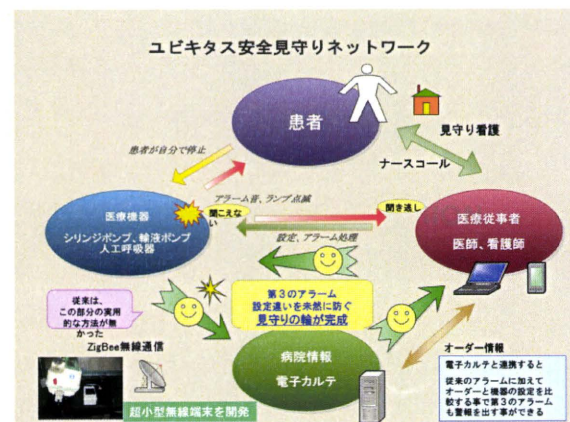 ユビキタス安全見守りネットワーク
患者
見守り看護
ナースコール
患者が自分で停止
アラーム音、ランプ点滅
医療機器
シリンジポンプ、輸液ポンプ
人工呼吸器
聞こえな
い
聞き返し
設定、アラーム処理
医療従事者
医師、看護師
従来は、
この部分の実用
的な方法が無
かった
第3のアラーム
設定違いを未然に防ぐ
見守りの輪が完成
ZigBee無線通信
病院情報
電子カルテ
超小型無線端末を開発
オーダー情報
電子カルテと連携すると
従来のアラームに加えて
オーダーと機器の設定を比
較する事で第3のアラーム
も警報を出す事ができる